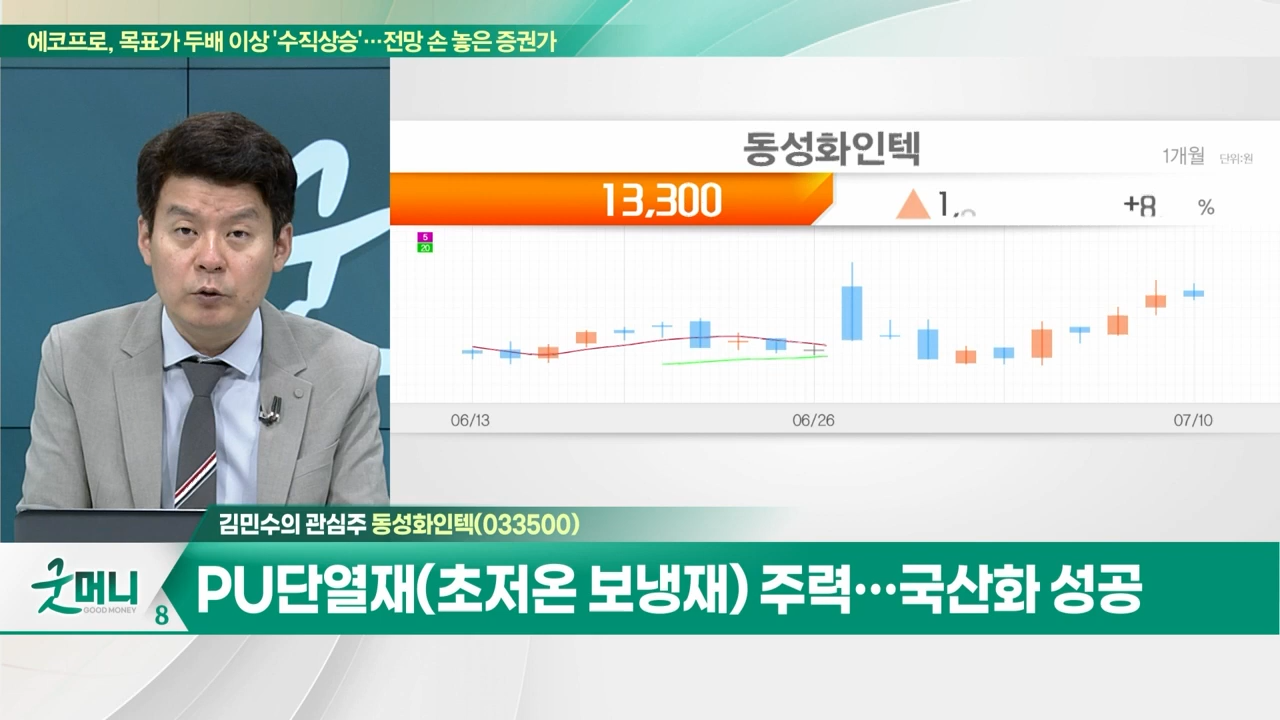 에코프로, 목표가 두배 이상 '수직상승'…전망 손 놓은 증권가
동성화인텍
1개월 단위:원
13,300 ▲ 1, +8 %
5
20
06/13 06/26 07/10
김민수의 관심주 동성화인텍(033500)
굿머니
GOOD MONEY
8
PU단열재(초저온 보냉재) 주력…국산화 성공